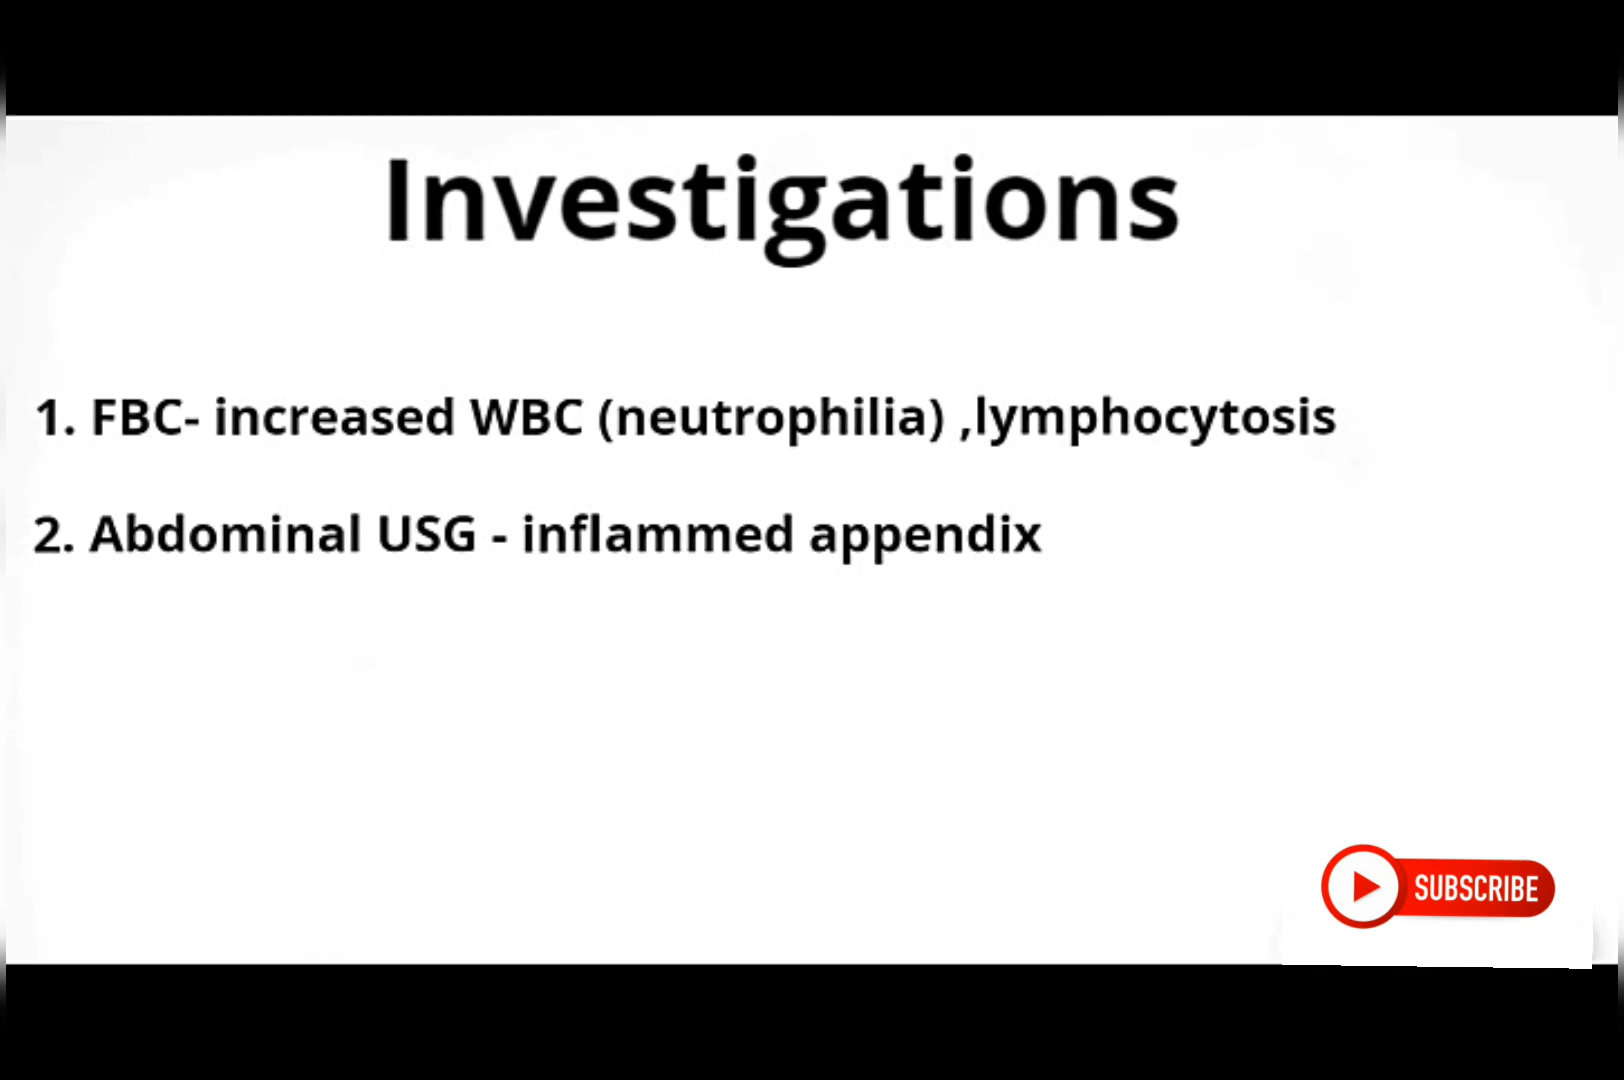 Investigations
1. FBC- increased WBC (neutrophilia) ,lymphocytosis
2. Abdominal USG - inflammed appendix
SUBSCRIBE